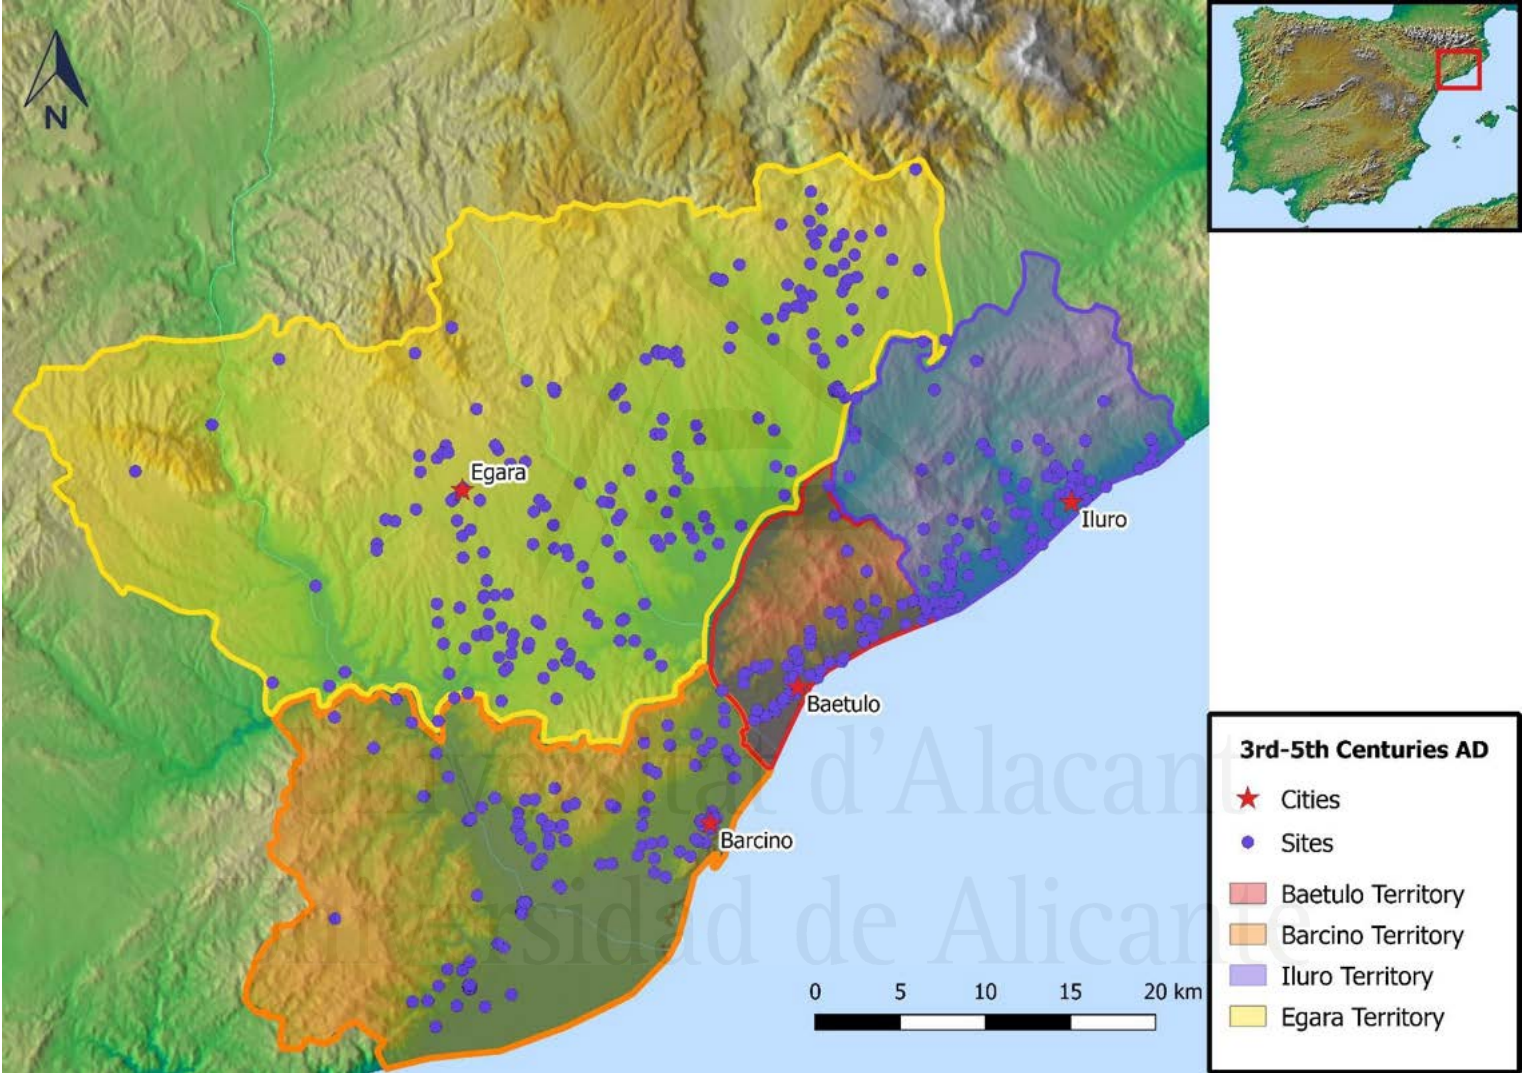 N
Egara
Iluro
Baetulo
Barcino
Universitat d'Alacant
Universidad de Alicante
0 5 10 15 20 km
3rd-5th Centuries AD
Cities
Sites
Baetulo Territory
Barcino Territory
Iluro Territory
Egara Territory